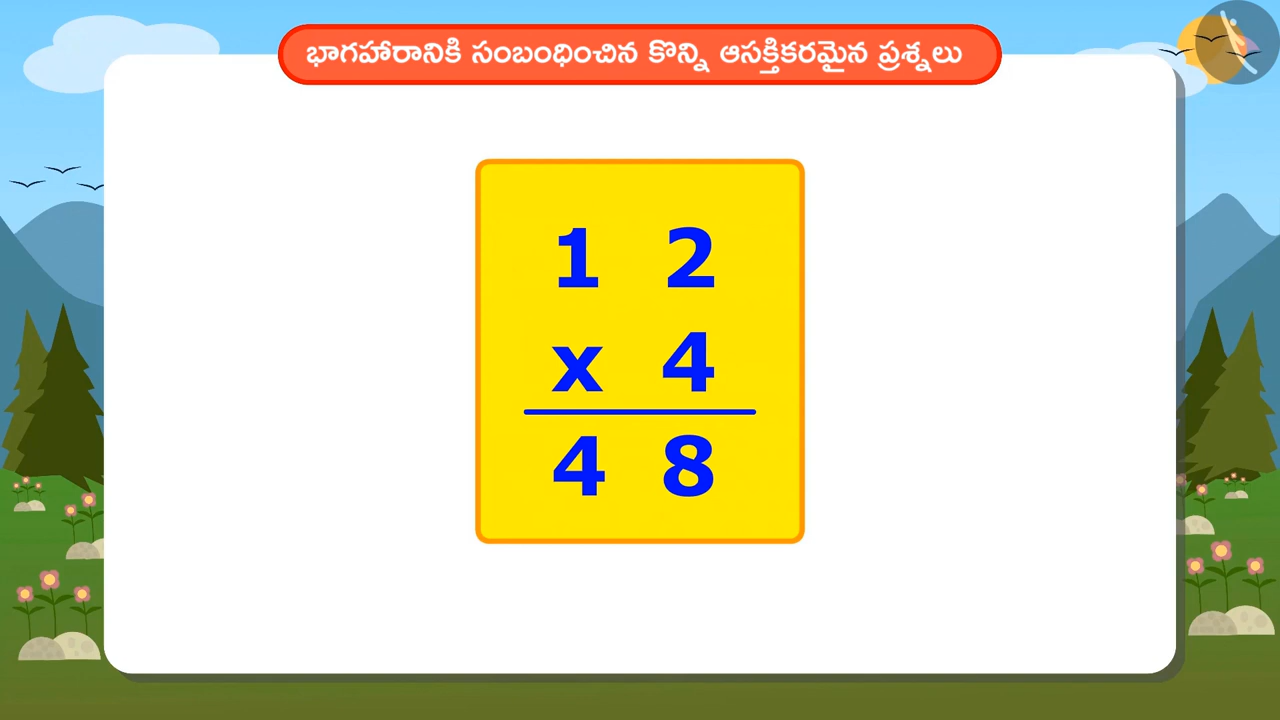 భాగహారానికి సంబంధించిన కొన్ని ఆసక్తికరమైన ప్రశ్నలు
1 2
x 4
4 8